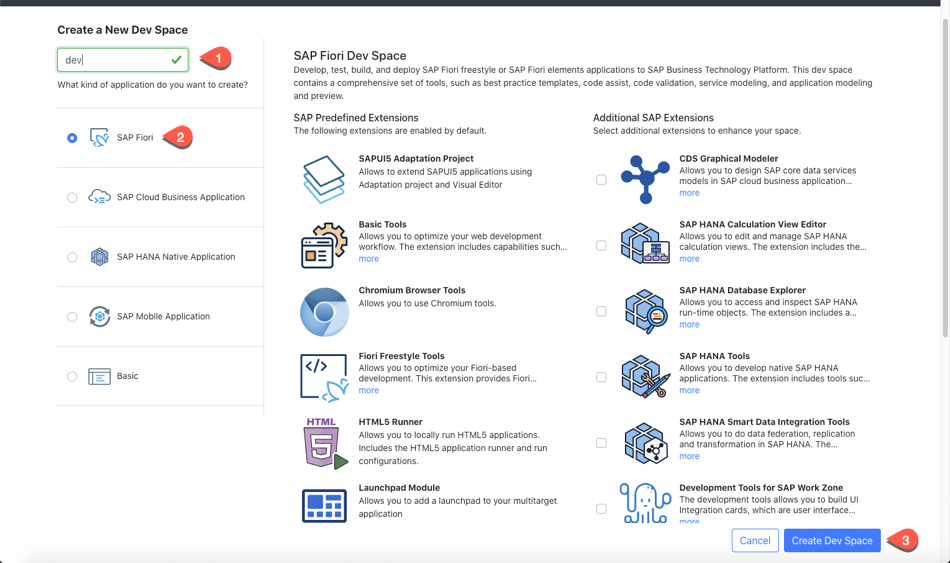 Create a New Dev Space
dev
1
What kind of application do you want to create?
SAP Fiori
2
SAP Cloud Business Application
SAP HANA Native Application
SAP Mobile Application
Basic
SAP Fiori Dev Space
Develop, test, build, and deploy SAP Fiori freestyle or SAP Fiori elements applications to SAP Business Technology Platform. This dev space
contains a comprehensive set of tools, such as best practice templates, code assist, code validation, service modeling, and application modeling
and preview.
SAP Predefined Extensions
The following extensions are enabled by default.
SAPUI5 Adaptation Project
Allows to extend SAPUI5 applications using
Adaptation project and Visual Editor
Basic Tools
Allows you to optimize your web development
workflow. The extension includes capabilities such...
more
Chromium Browser Tools
Allows you to use Chromium tools.
</>
Fiori Freestyle Tools
Allows you to optimize your Fiori-based
development. This extension provides Fiori...
more
HTML
5
HTML5 Runner
Allows you to locally run HTML5 applications.
Includes the HTML5 application runner and run
configurations.
Launchpad Module
Allows you to add a launchpad to your multitarget
application
Additional SAP Extensions
Select additional extensions to enhance your space.
CDS Graphical Modeler
Allows you to design SAP core data services
models in SAP cloud business application...
more
SAP HANA Calculation View Editor
Allows you to edit and manage SAP HANA
calculation views. The extension includes the...
more
SAP HANA Database Explorer
Allows you to access and inspect SAP HANA
run-time objects. The extension includes a...
more
SAP HANA Tools
Allows you to develop native SAP HANA
applications. The extension includes tools suc...
more
SAP HANA Smart Data Integration Tools
Allows you to do data federation, replication
and transformation in SAP HANA. The...
more
Development Tools for SAP Work Zone
The development tools allows you to build UI
Integration cards, which are user interface...
more
Cancel
Create Dev Space
3